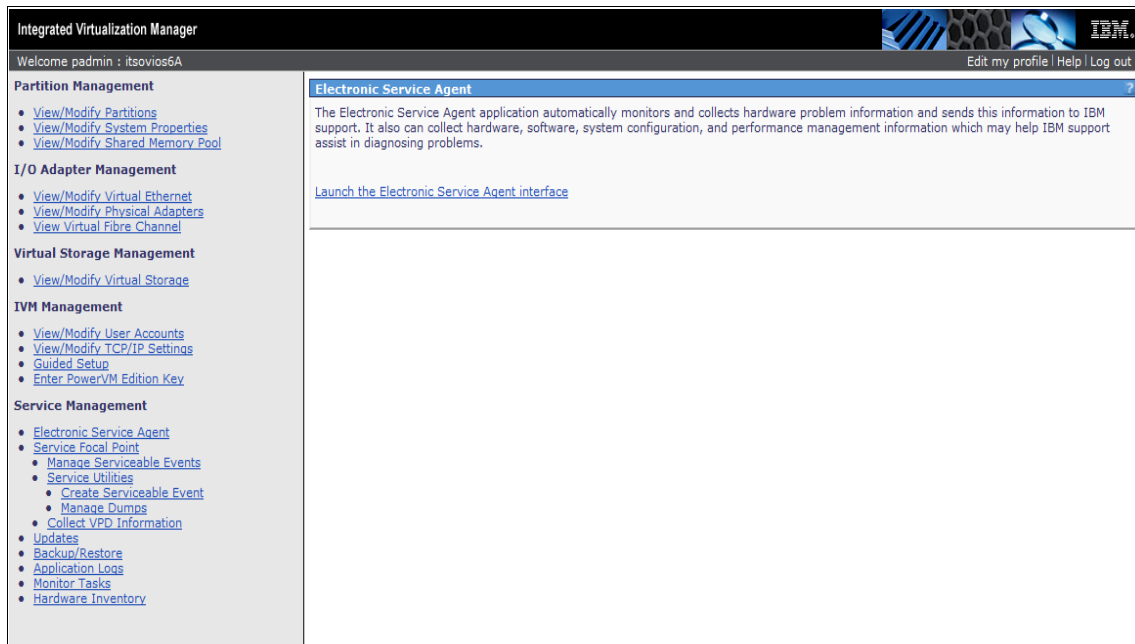 Integrated Virtualization Manager
IBM.
Welcome padmin : itsovios6A
Edit my profile | Help | Log out
Partition Management
View/Modify Partitions
View/Modify System Properties
View/Modify Shared Memory Pool
I/O Adapter Management
View/Modify Virtual Ethernet
View/Modify Physical Adapters
View Virtual Fibre Channel
Virtual Storage Management
View/Modify Virtual Storage
IVM Management
View/Modify User Accounts
View/Modify TCP/IP Settings
Guided Setup
Enter PowerVM Edition Key
Service Management
Electronic Service Agent
Service Focal Point
Manage Serviceable Events
Service Utilities
Create Serviceable Event
Manage Dumps
Collect VPD Information
Updates
Backup/Restore
Application Logs
Monitor Tasks
Hardware Inventory
Electronic Service Agent
?
The Electronic Service Agent application automatically monitors and collects hardware problem information and sends this information to IBM
support. It also can collect hardware, software, system configuration, and performance management information which may help IBM support
assist in diagnosing problems.
Launch the Electronic Service Agent interface